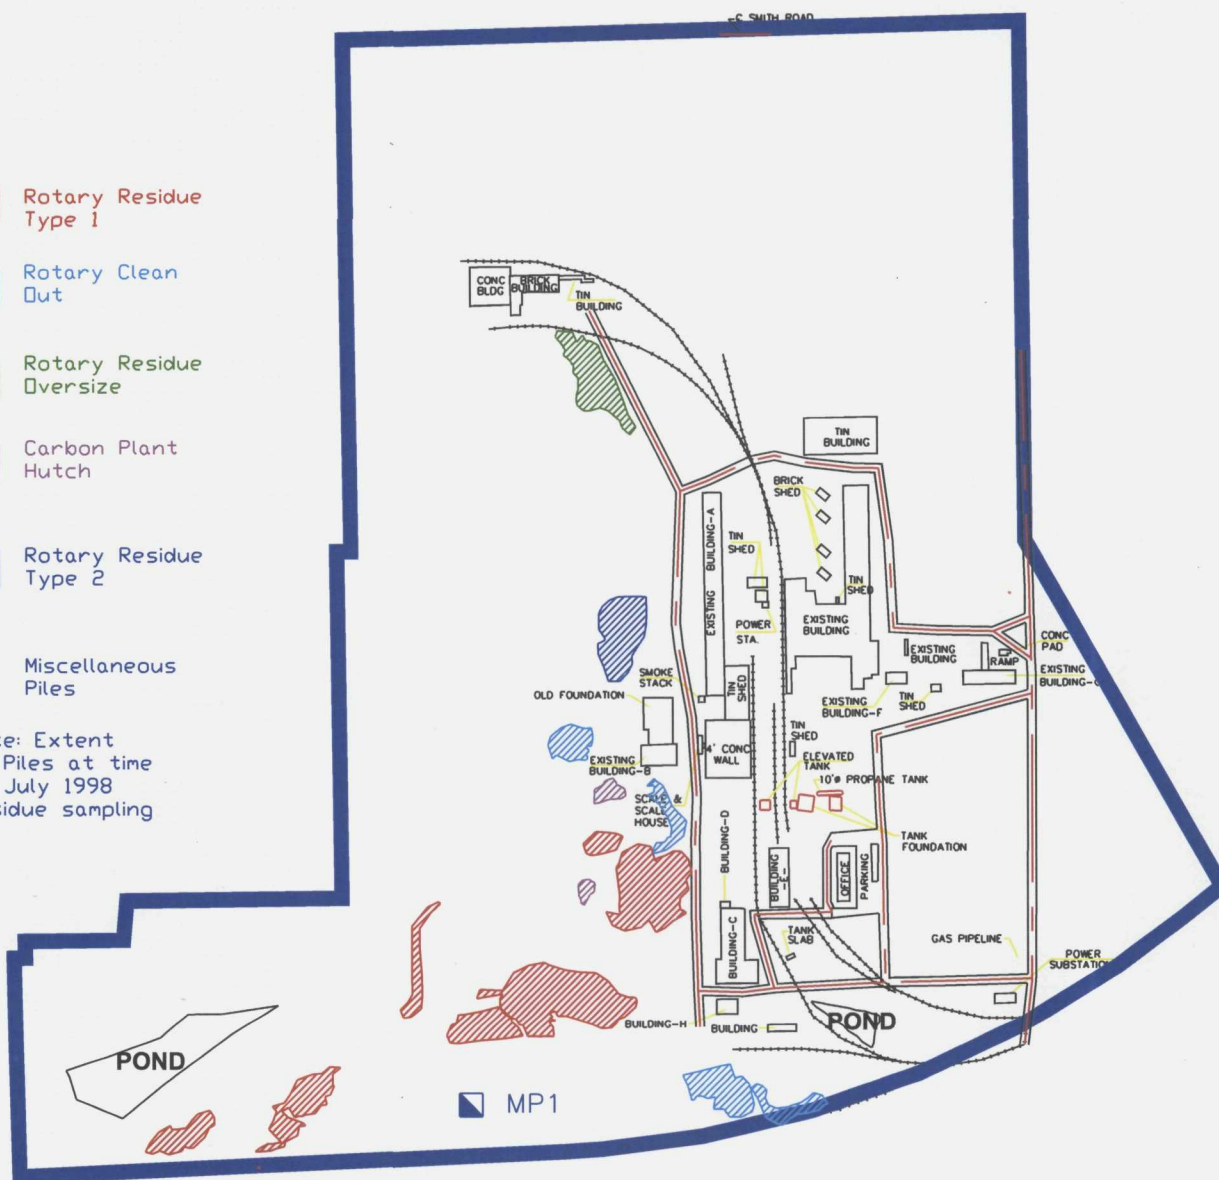 SMITH ROAD
Rotary Residue
Type 1
Rotary Clean
Out
Rotary Residue
Oversize
Carbon Plant
Hutch
Rotary Residue
Type 2
Miscellaneous
Piles
Extent
Piles at time
July 1998
sampling
CONC
BLDG
BRICK
BUILDING
TIN
BUILDING
TIN
BUILDING
BRICK
SHED
EXISTING BUILDING-A
TIN
SHED
TIN
SHED
POWER
STA.
EXISTING
BUILDING
EXISTING
BUILDING
CONC
PAD
RAMP
EXISTING
SMOKE
STACK
TIN
SHED
OLD FOUNDATION
EXISTING
BUILDING-F
TIN
SHED
TIN
SHED
4' CONC
WALL
EXISTING
BUILDING-B
ELEVATED
TANK
10'ø PROPANE TANK
SCALE &
SCALE
HOUSE
BUILDING-D
TANK
FOUNDATION
BUILDING
-E-
OFFICE
PARKING
BUILDING-C
TANK
SLAB
GAS PIPELINE
POWER
SUBSTATION
BUILDING-H
BUILDING
POND
POND
MP1